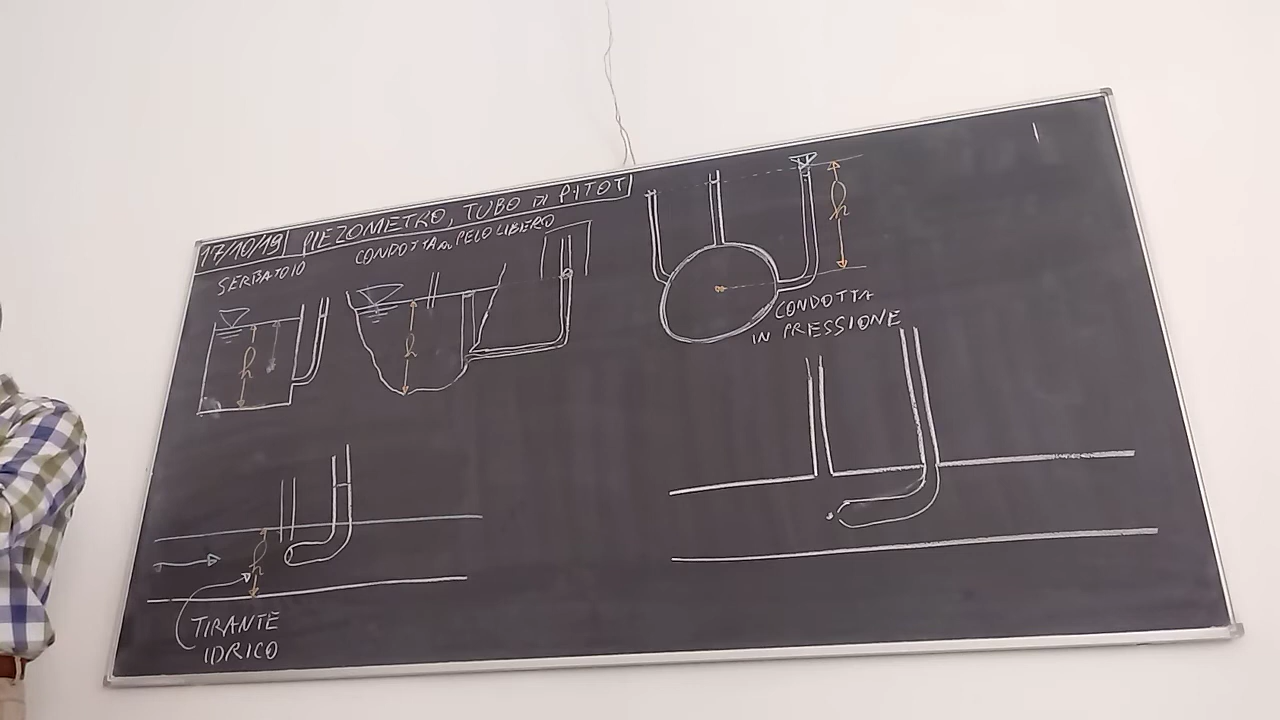 17/10/19 PIEZOMETRO, TUBO DI PITOT
SERBATOIO
CONDOTTA a PELO LIBERO
h
h
h
CONDOTTA
IN PRESSIONE
h
TIRANTE
IDRICO